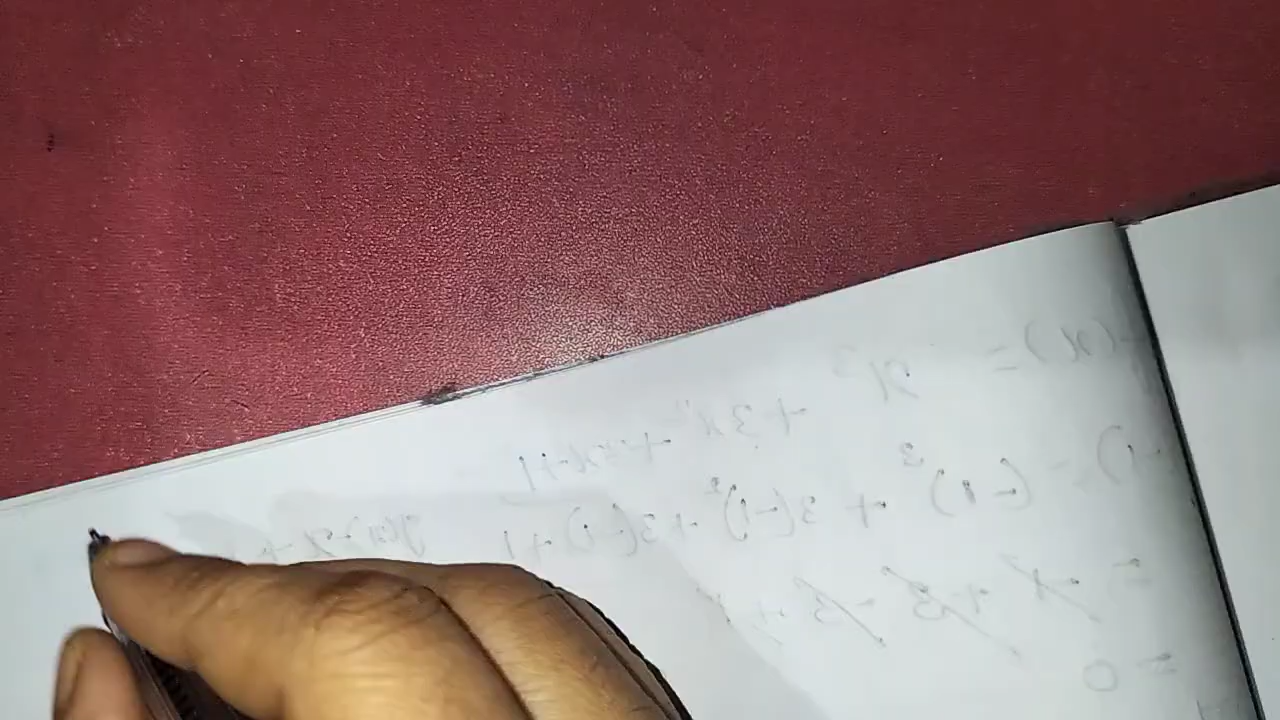 (x) = x³ + 3x² + 3x + 1
-1) = (-1)³ + 3(-1)² + 3(-1) + 1
= -1 + 3 - 3 + 1
= 0